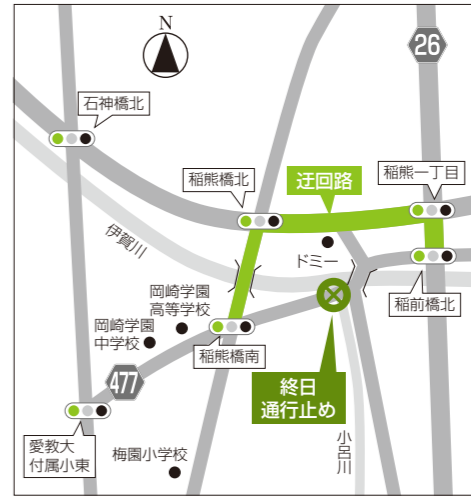 N
26
石神橋北
稲熊橋北
迂回路
稲熊一丁目
伊賀川
ドミー
稲前橋北
岡崎学園
高等学校
岡崎学園
中学校
稲熊橋南
477
終日
通行止め
愛教大
付属小東
梅園小学校
小呂川